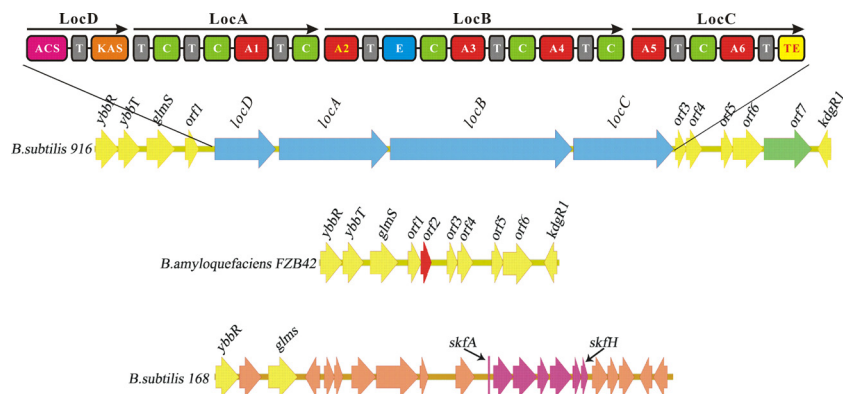 LocD LocA LocB LocC
ACS T KAS T C T C A1 T C A2 T E C A3 T C A4 T C A5 T C A6 T TE
ybbR ybbT glmS orf1 locD locA locB locC orf3 orf4 orf5 orf6 orf7 kdgR1
B.subtilis 916
ybbR ybbT glmS orf1 orf2 orf3 orf4 orf5 orf6 kdgR1
B.amyloquefaciens FZB42
ybbR glms skfA skfH
B.subtilis 168